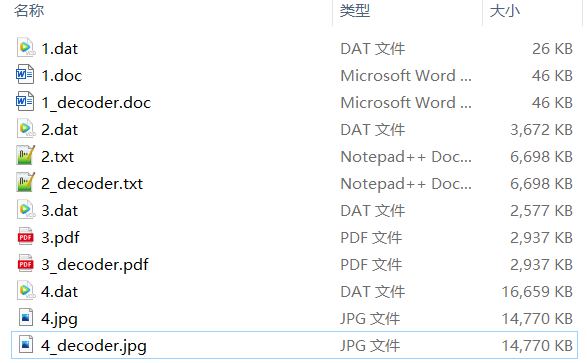 名称 类型 大小
1.dat DAT 文件 26 KB
1.doc Microsoft Word ... 46 KB
1_decoder.doc Microsoft Word ... 46 KB
2.dat DAT 文件 3,672 KB
2.txt Notepad++ Doc... 6,698 KB
2_decoder.txt Notepad++ Doc... 6,698 KB
3.dat DAT 文件 2,577 KB
3.pdf PDF 文件 2,937 KB
3_decoder.pdf PDF 文件 2,937 KB
4.dat DAT 文件 16,659 KB
4.jpg JPG 文件 14,770 KB
4_decoder.jpg JPG 文件 14,770 KB